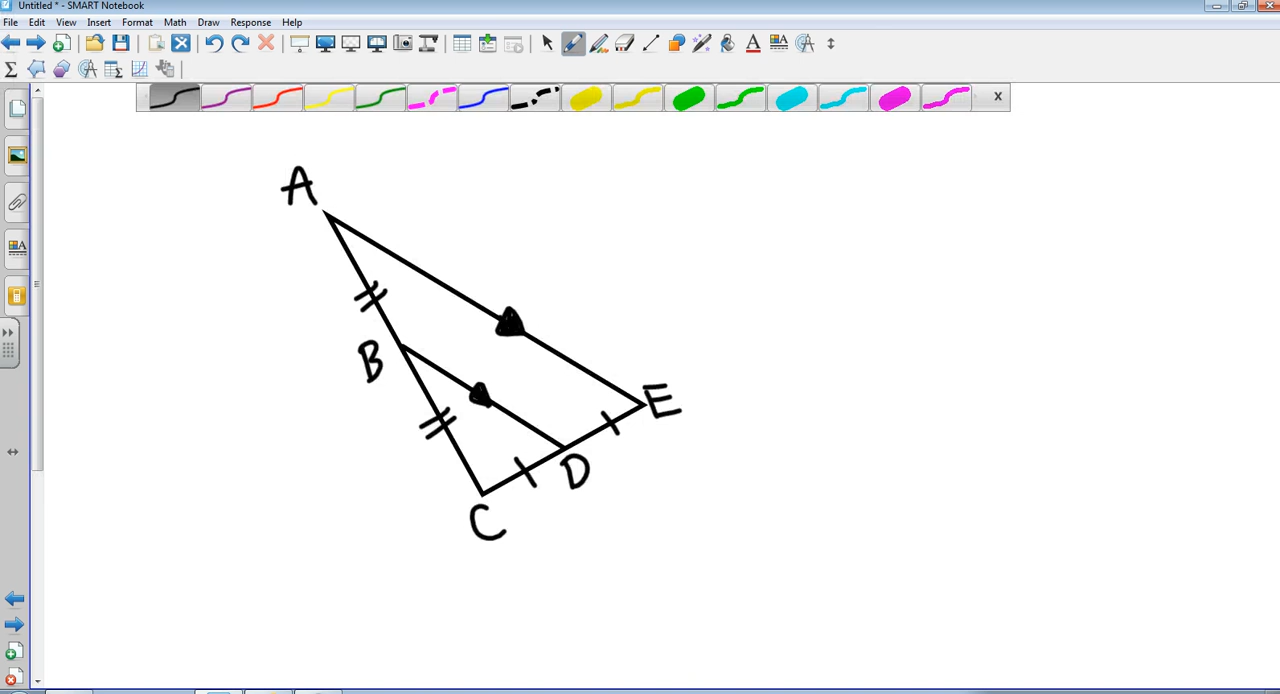 Untitled * - SMART Notebook
File Edit View Insert Format Math Draw Response Help
A
B
E
D
C